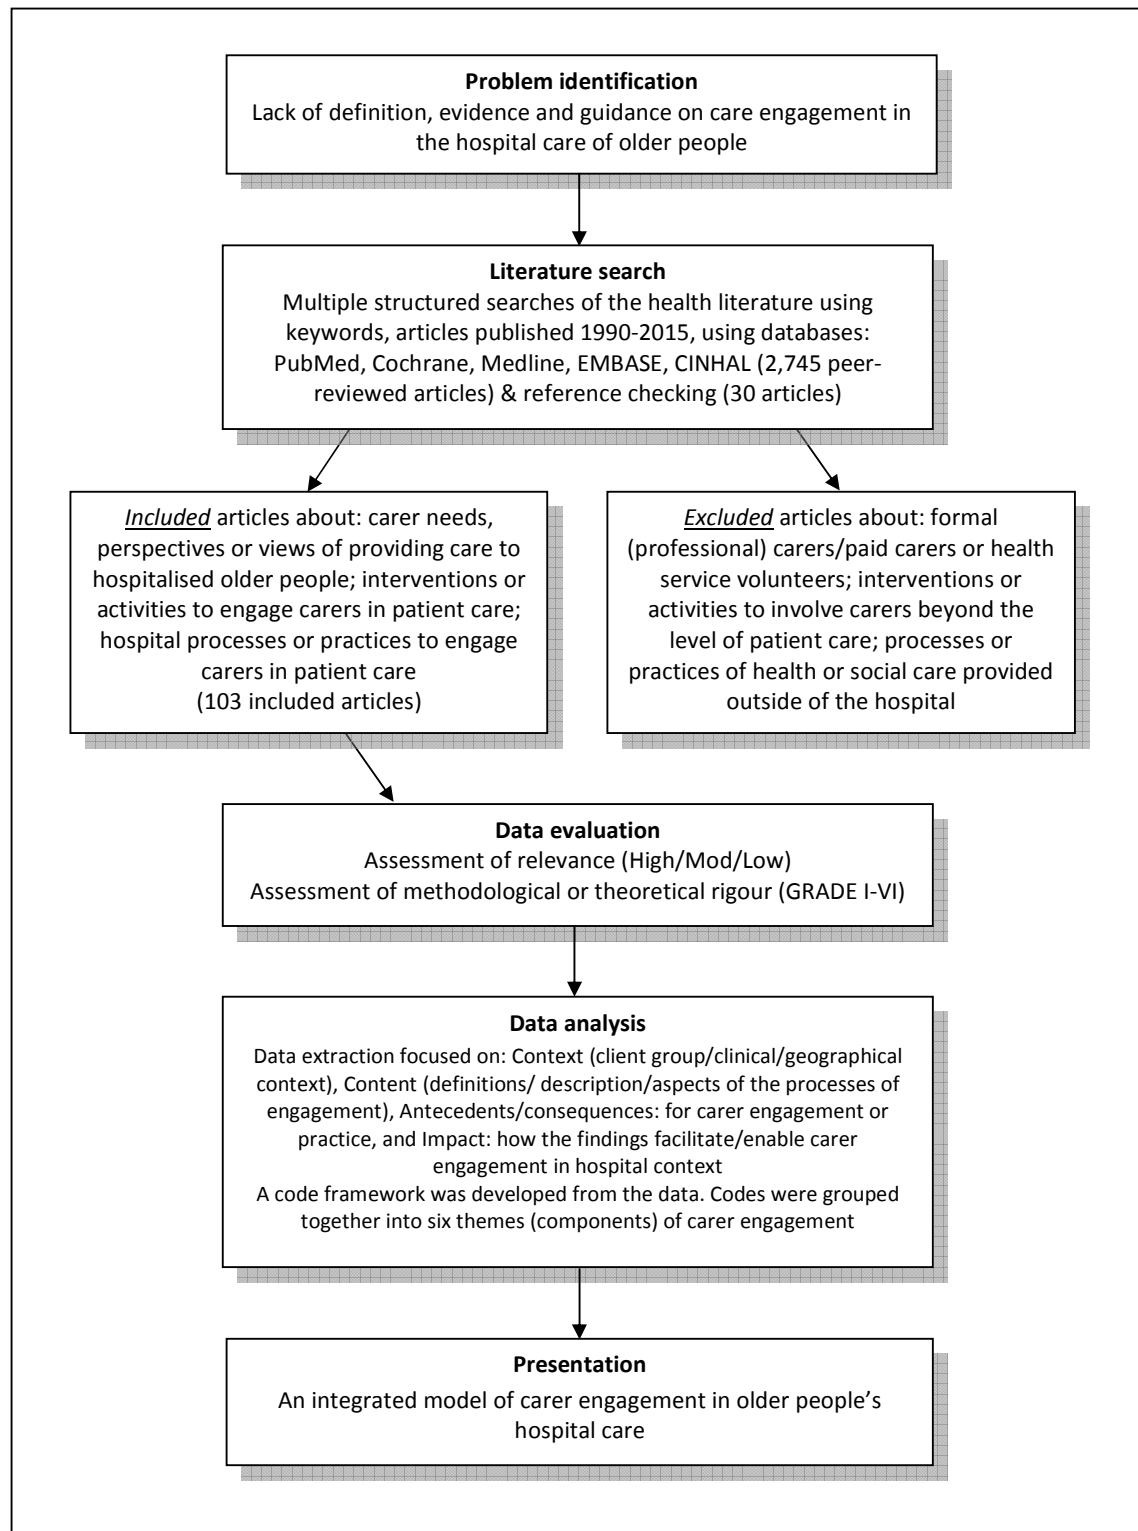 Problem identification
Lack of definition, evidence and guidance on care engagement in
the hospital care of older people
Literature search
Multiple structured searches of the health literature using
keywords, articles published 1990-2015, using databases:
PubMed, Cochrane, Medline, EMBASE, CINHAL (2,745 peer-
reviewed articles) & reference checking (30 articles)
Included articles about: carer needs,
perspectives or views of providing care to
hospitalised older people; interventions or
activities to engage carers in patient care;
hospital processes or practices to engage
carers in patient care
(103 included articles)
Excluded articles about: formal
(professional) carers/paid carers or health
service volunteers; interventions or
activities to involve carers beyond the
level of patient care; processes or
practices of health or social care provided
outside of the hospital
Data evaluation
Assessment of relevance (High/Mod/Low)
Assessment of methodological or theoretical rigour (GRADE I-VI)
Data analysis
Data extraction focused on: Context (client group/clinical/geographical
context), Content (definitions/ description/aspects of the processes of
engagement), Antecedents/consequences: for carer engagement or
practice, and Impact: how the findings facilitate/enable carer
engagement in hospital context
A code framework was developed from the data. Codes were grouped
together into six themes (components) of carer engagement
Presentation
An integrated model of carer engagement in older people's
hospital care